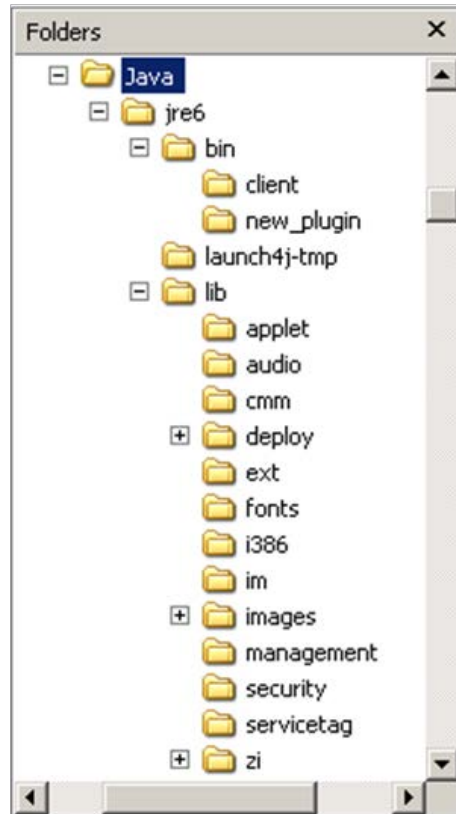 Folders
Java
jre6
bin
client
new_plugin
launch4j-tmp
lib
applet
audio
cmm
deploy
ext
fonts
i386
im
images
management
security
servicetag
zi